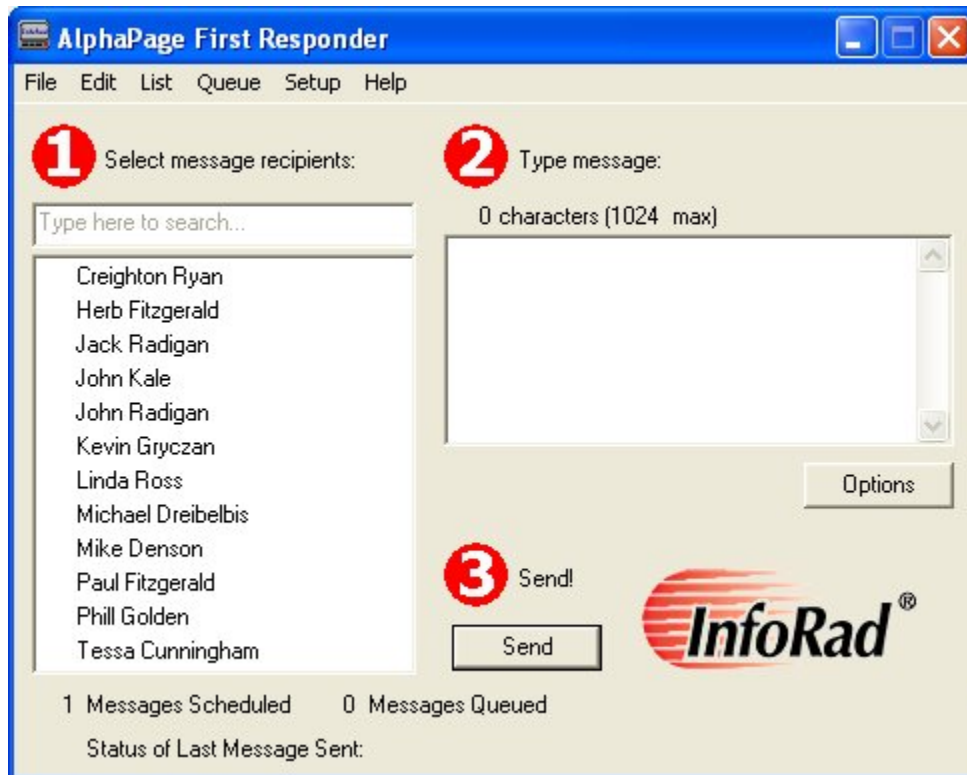 AlphaPage First Responder
File Edit List Queue Setup Help
1 Select message recipients:
Type here to search...
Creighton Ryan
Herb Fitzgerald
Jack Radigan
John Kale
John Radigan
Kevin Gryczan
Linda Ross
Michael Dreibelbis
Mike Denson
Paul Fitzgerald
Phill Golden
Tessa Cunningham
2 Type message:
0 characters (1024 max)
Options
3 Send!
Send
InfoRad®
1 Messages Scheduled 0 Messages Queued
Status of Last Message Sent: